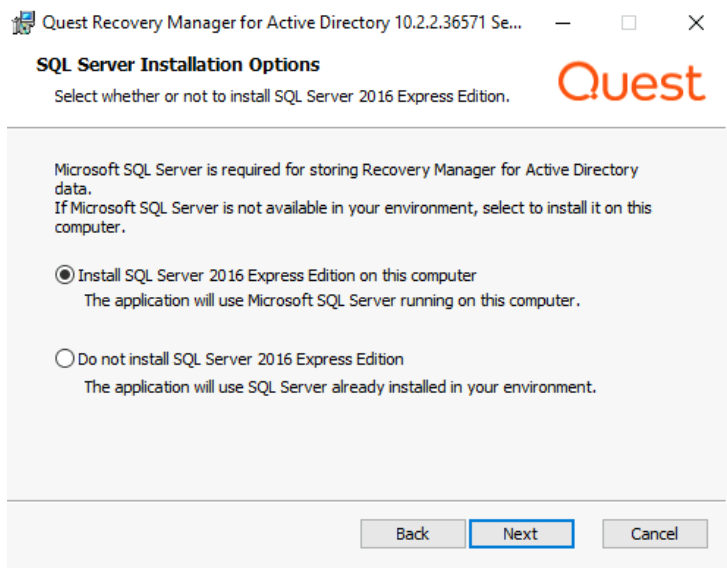 Quest Recovery Manager for Active Directory 10.2.2.36571 Se...
SQL Server Installation Options
Select whether or not to install SQL Server 2016 Express Edition.
Quest
Microsoft SQL Server is required for storing Recovery Manager for Active Directory
data.
If Microsoft SQL Server is not available in your environment, select to install it on this
computer.
Install SQL Server 2016 Express Edition on this computer
The application will use Microsoft SQL Server running on this computer.
Do not install SQL Server 2016 Express Edition
The application will use SQL Server already installed in your environment.
Back Next Cancel